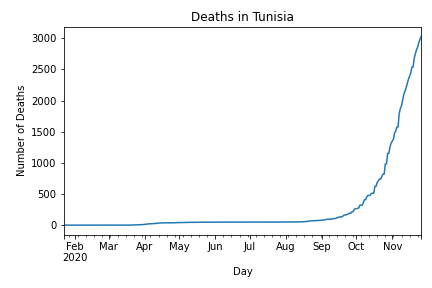 Deaths in Tunisia
Number of Deaths
3000
2500
2000
1500
1000
500
0
Feb Mar Apr May Jun Jul Aug Sep Oct Nov
2020
Day